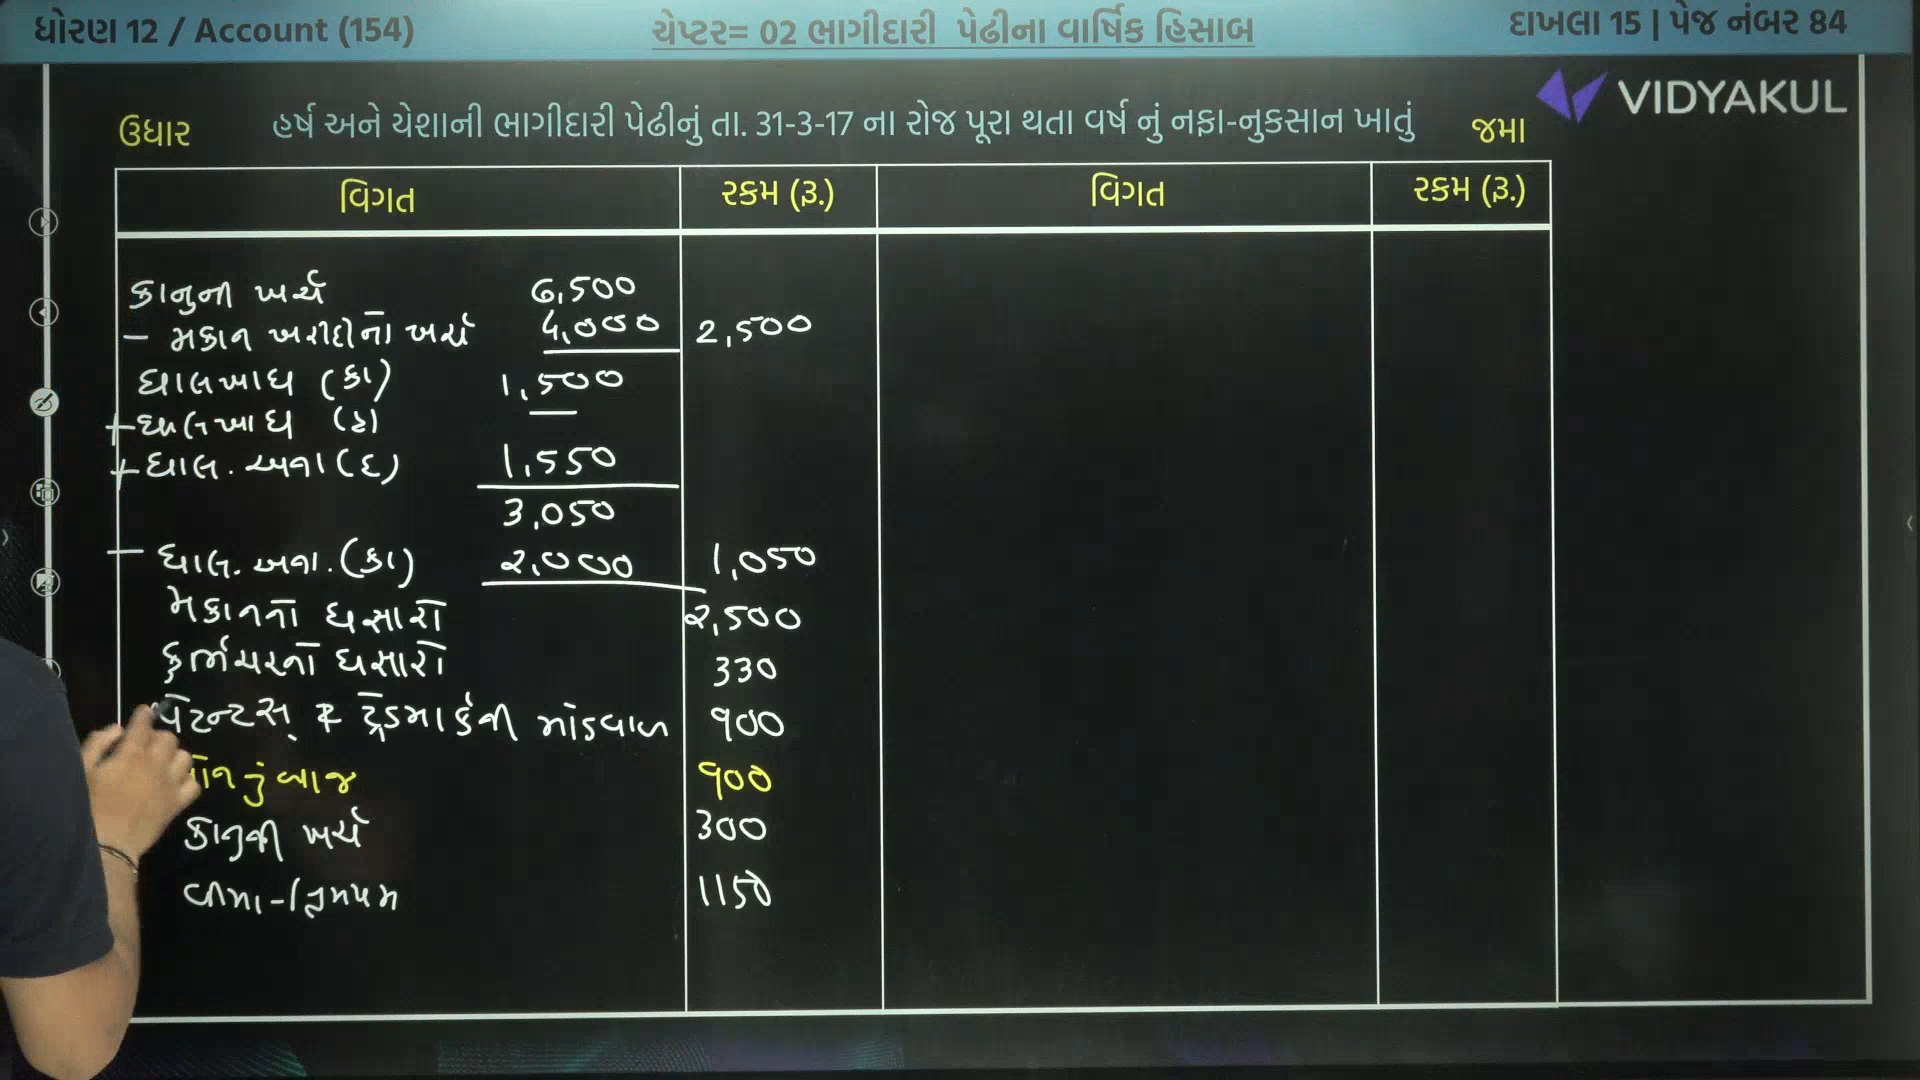 ધોરણ 12 / Account (154)
ચેપ્ટર= 02 ભાગીદારી પેઢીના વાર્ષિક હિસાબ
દાખલા 15 | પેજ નંબર 84
VIDYAKUL
ઉધાર
હર્ષ અને યેશાની ભાગીદારી પેઢીનું તા. 31-3-17 ના રોજ પૂરા થતા વર્ષ નું નફા-નુકસાન ખાતું
જમા
વિગત રકમ (રૂ.) વિગત રકમ (રૂ.)
કાનુની ખર્ચ 6,500
- મકાન ખરીદીનો ખર્ચ 4,000 2,500
ઘાલખાધ (કા) 1,500
+ ઘાલખાધ (હ) —
+ ઘાલ. અના (હ) 1,550
3,050
- ઘાલ. અના. (કા) 2,000 1,050
મકાનનો ઘસારો 2,500
ફર્નિચરનો ઘસારો 330
પેટન્ટસ & ટ્રેડમાર્કની માંડવાળ 900
નું બાજ 900
કાનુની ખર્ચ 300
વીમા-પ્રિમિયમ 1150